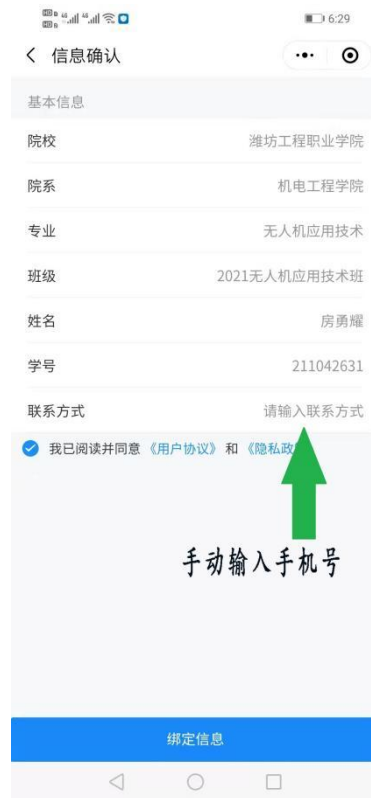 6:29
信息确认
基本信息
院校 潍坊工程职业学院
院系 机电工程学院
专业 无人机应用技术
班级 2021无人机应用技术班
姓名 房勇耀
学号 211042631
联系方式 请输入联系方式
我已阅读并同意《用户协议》和《隐私政
手动输入手机号
绑定信息